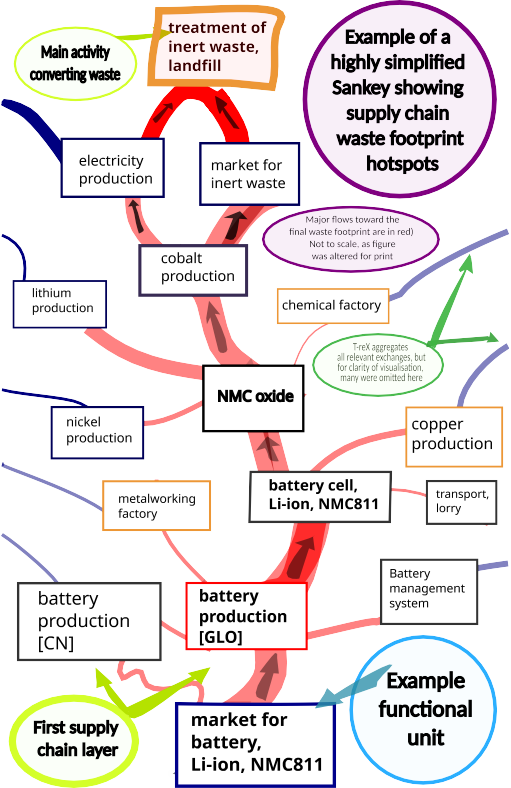 Main activity
converting waste
treatment of
inert waste,
landfill
Example of a
highly simplified
Sankey showing
supply chain
waste footprint
hotspots
electricity
production
market for
inert waste
Major flows toward the
final waste footprint are in red)
Not to scale, as figure
was altered for print
cobalt
production
lithium
production
chemical factory
T-reX aggregates
all relevant exchanges, but
for clarity of visualisation,
many were omitted here
NMC oxide
nickel
production
copper
production
battery cell,
Li-ion, NMC811
metalworking
factory
transport,
lorry
Battery
management
system
battery
production
[CN]
battery
production
[GLO]
Example
functional
unit
First supply
chain layer
market for
battery,
Li-ion, NMC811